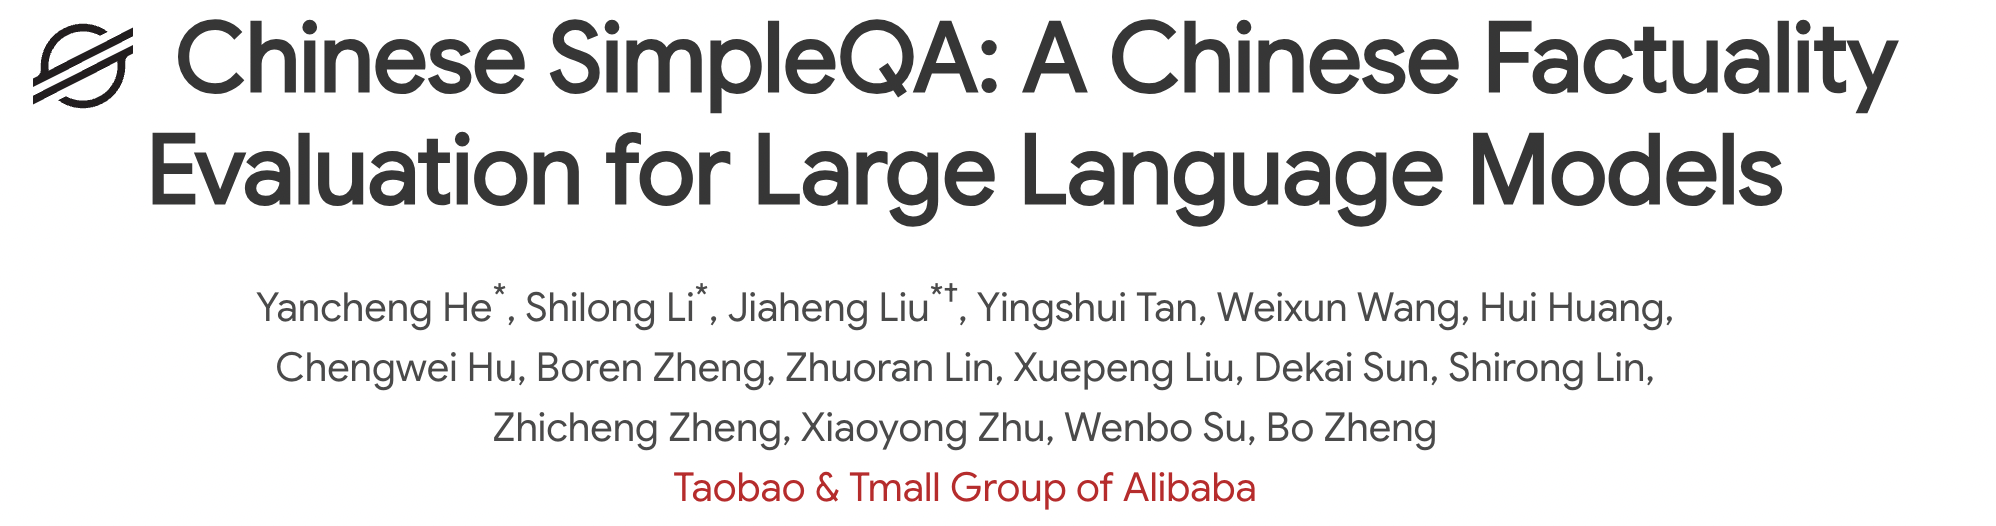 Chinese SimpleQA: A Chinese Factuality
Evaluation for Large Language Models
Yancheng He*, Shilong Li*, Jiaheng Liu*†, Yingshui Tan, Weixun Wang, Hui Huang,
Chengwei Hu, Boren Zheng, Zhuoran Lin, Xuepeng Liu, Dekai Sun, Shirong Lin,
Zhicheng Zheng, Xiaoyong Zhu, Wenbo Su, Bo Zheng
Taobao & Tmall Group of Alibaba